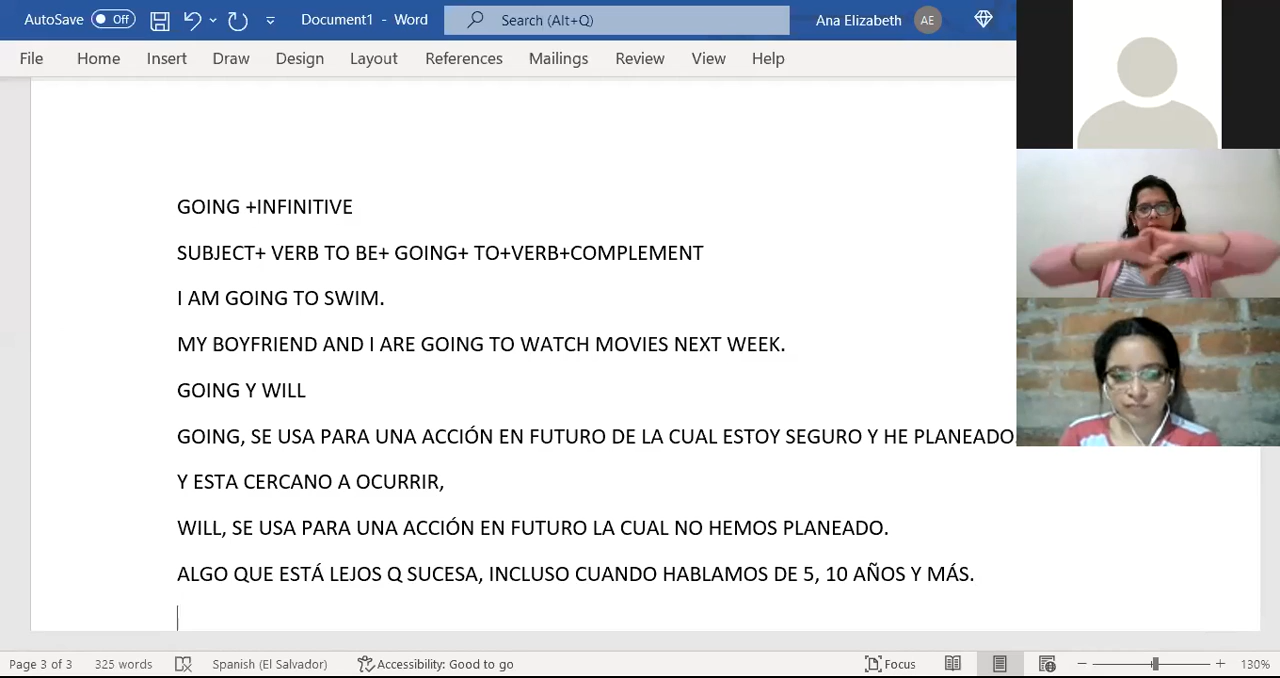 AutoSave Off Document1 - Word Search (Alt+Q) Ana Elizabeth AE
File Home Insert Draw Design Layout References Mailings Review View Help
GOING +INFINITIVE
SUBJECT+ VERB TO BE+ GOING+ TO+VERB+COMPLEMENT
I AM GOING TO SWIM.
MY BOYFRIEND AND I ARE GOING TO WATCH MOVIES NEXT WEEK.
GOING Y WILL
GOING, SE USA PARA UNA ACCIÓN EN FUTURO DE LA CUAL ESTOY SEGURO Y HE PLANEADO
Y ESTA CERCANO A OCURRIR,
WILL, SE USA PARA UNA ACCIÓN EN FUTURO LA CUAL NO HEMOS PLANEADO.
ALGO QUE ESTÁ LEJOS Q SUCESA, INCLUSO CUANDO HABLAMOS DE 5, 10 AÑOS Y MÁS.
Page 3 of 3 325 words Spanish (El Salvador) Accessibility: Good to go Focus 130%